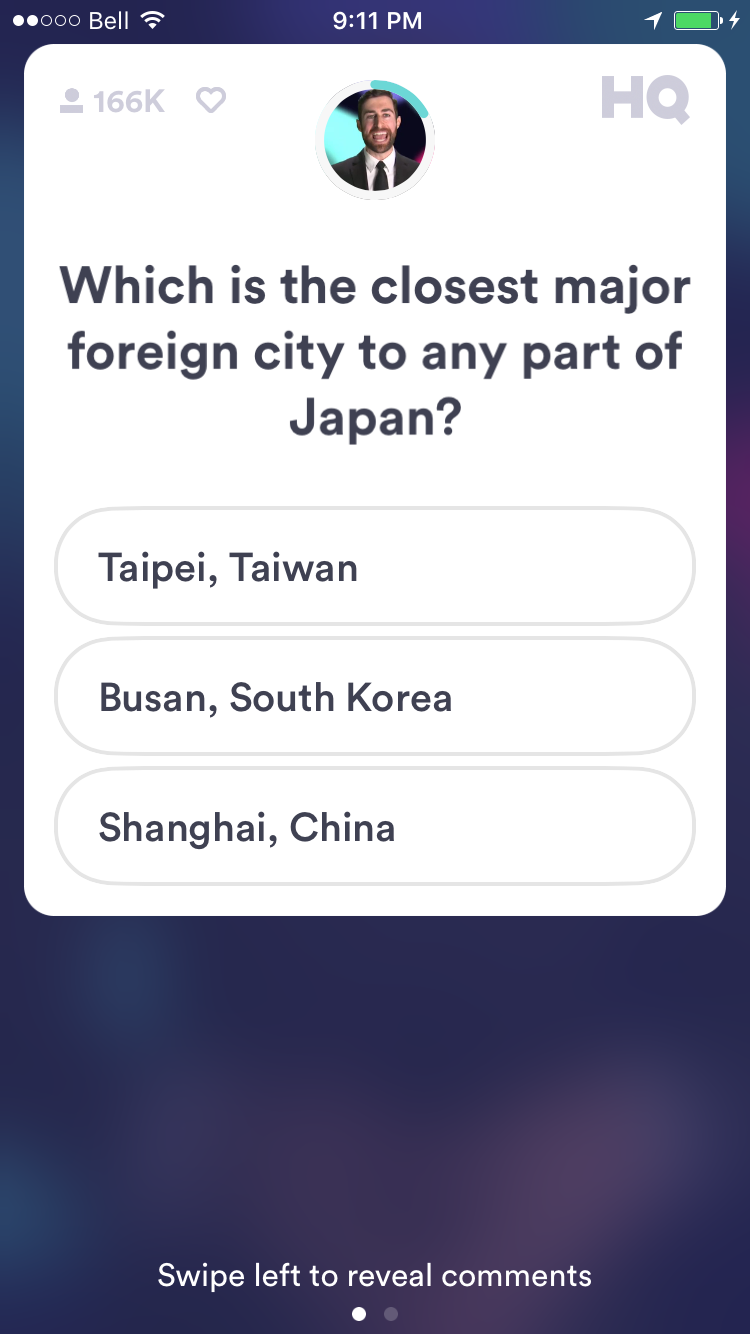 Bell 9:11 PM
166K HQ
Which is the closest major
foreign city to any part of
Japan?
Taipei, Taiwan
Busan, South Korea
Shanghai, China
Swipe left to reveal comments